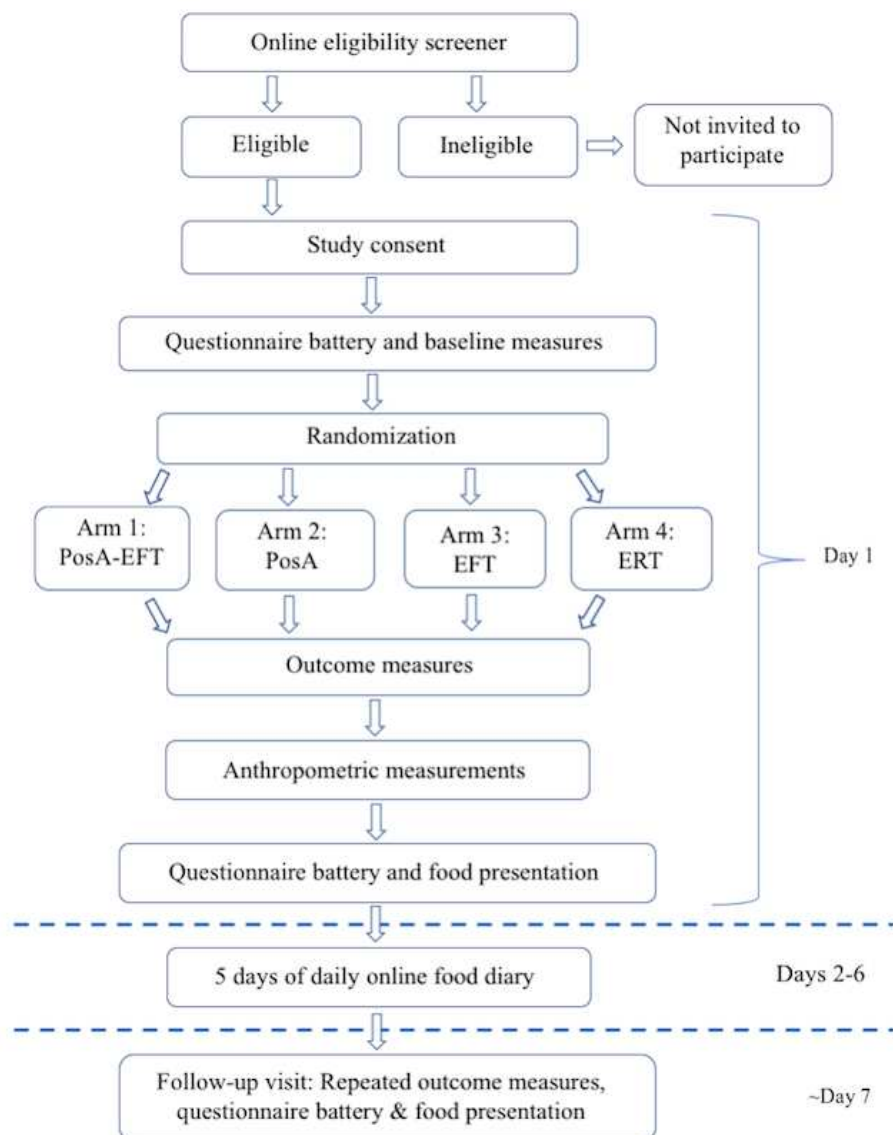 Online eligibility screener
Eligible
Ineligible
Not invited to
participate
Study consent
Questionnaire battery and baseline measures
Randomization
Arm 1:
PosA-EFT
Arm 2:
PosA
Arm 3:
EFT
Arm 4:
ERT
Day 1
Outcome measures
Anthropometric measurements
Questionnaire battery and food presentation
5 days of daily online food diary
Days 2-6
Follow-up visit: Repeated outcome measures,
questionnaire battery & food presentation
~Day 7